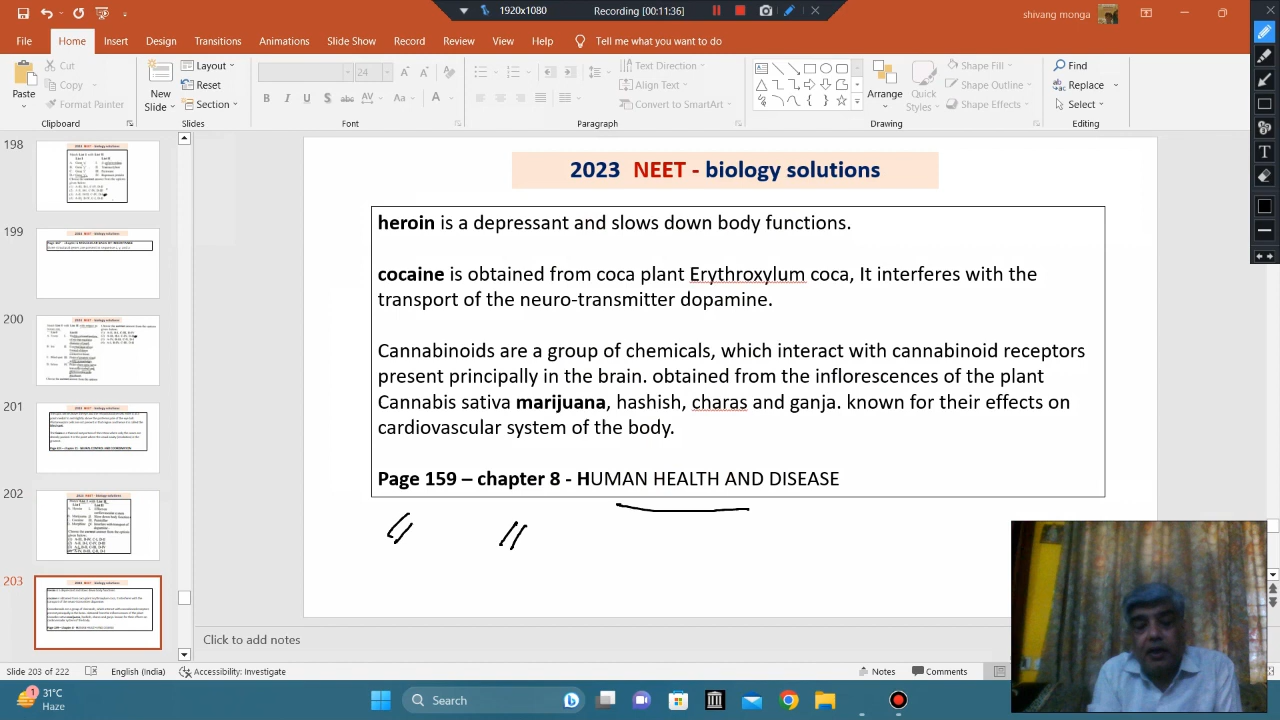 1920x1080
Recording [00:11:36]
shivang monga
File Home Insert Design Transitions Animations Slide Show Record Review View Help Tell me what you want to do
Cut
Layout
24
Text Direction
Shape Fill
Find
Copy
Reset
Align Text
Shape Outline
Replace
Paste
Format Painter
New Slide
Section
B I U S abc AV Aa A
Convert to SmartArt
Arrange
Quick Styles
Shape Effects
Select
Clipboard Slides Font Paragraph Drawing Editing
198
199
200
201
202
203
2023 NEET - biology solutions
heroin is a depressant and slows down body functions.
cocaine is obtained from coca plant Erythroxylum coca, It interferes with the
transport of the neuro-transmitter dopamine.
Cannabinoids are a group of chemicals, which interact with cannabinoid receptors
present principally in the brain. obtained from the inflorescences of the plant
Cannabis sativa marijuana, hashish, charas and ganja. known for their effects on
cardiovascular system of the body.
Page 159 – chapter 8 - HUMAN HEALTH AND DISEASE
Click to add notes
Slide 203 of 222 English (India) Accessibility: Investigate Notes Comments
31°C
Haze
Search